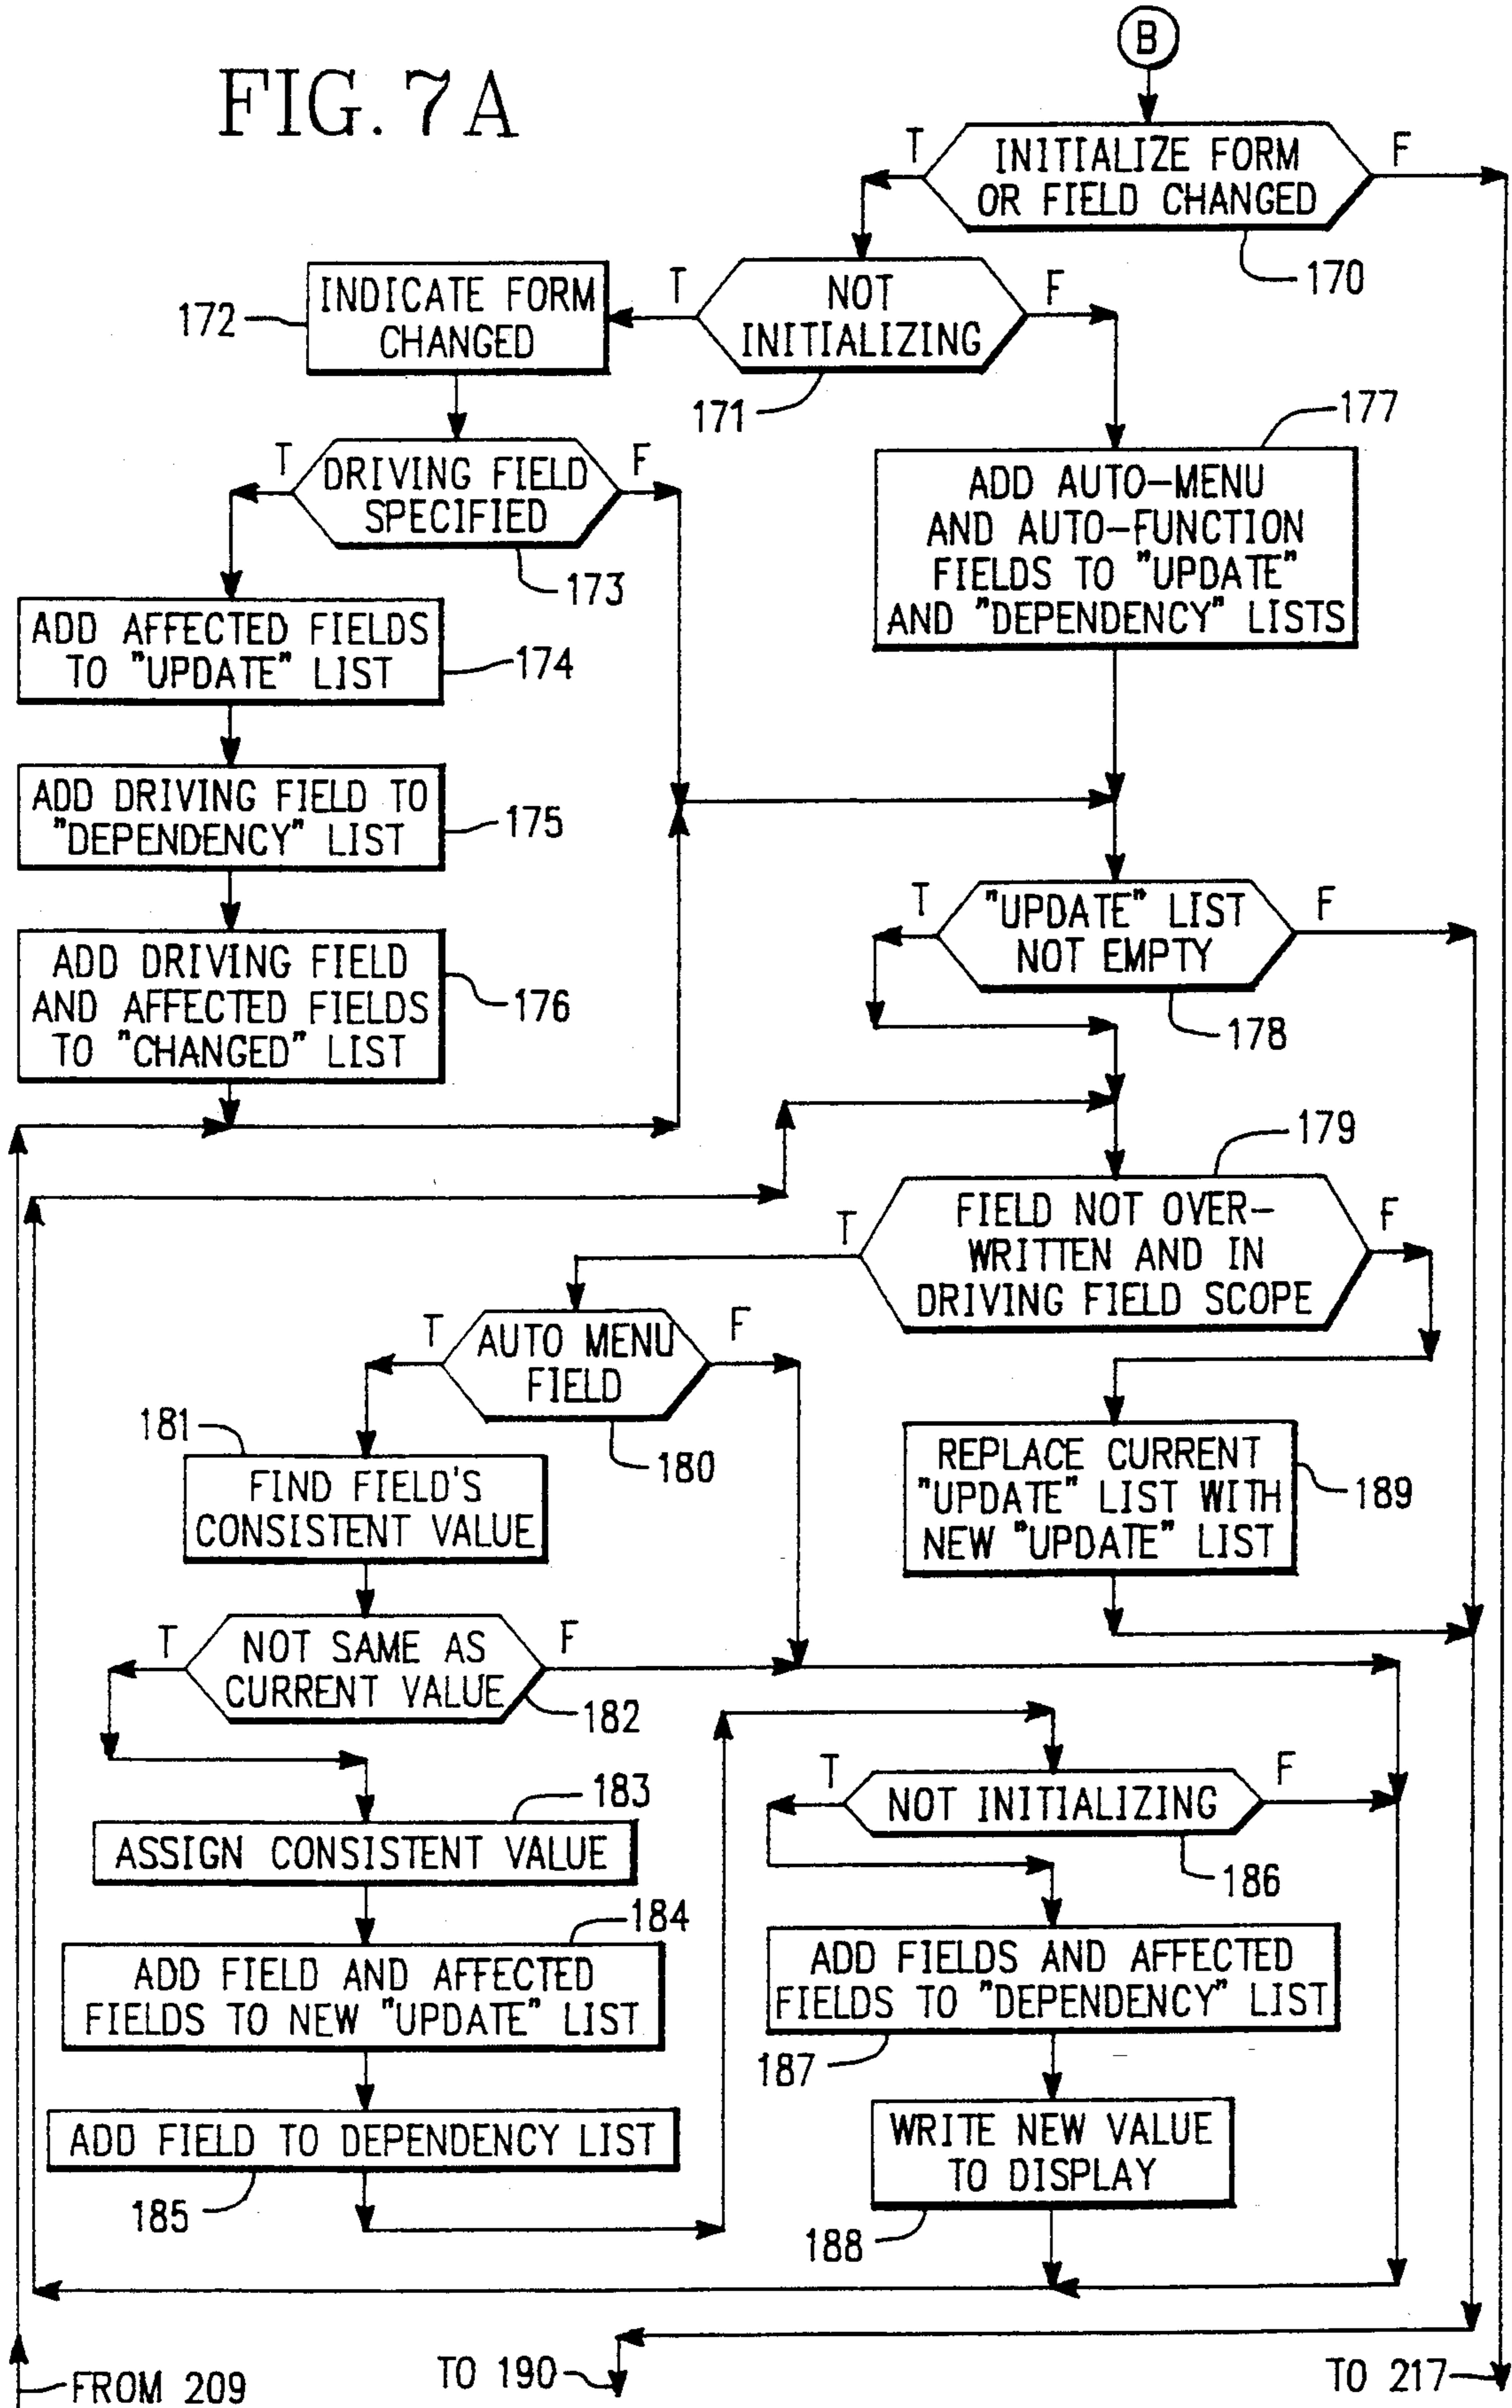 B
FIG. 7A
T
INITIALIZE FORM
OR FIELD CHANGED
F
170
INDICATE FORM
CHANGED
172
T
NOT
INITIALIZING
F
171
177
T
DRIVING FIELD
SPECIFIED
F
173
ADD AUTO-MENU
AND AUTO-FUNCTION
FIELDS TO "UPDATE"
AND "DEPENDENCY" LISTS
ADD AFFECTED FIELDS
TO "UPDATE" LIST
174
ADD DRIVING FIELD TO
"DEPENDENCY" LIST
175
ADD DRIVING FIELD
AND AFFECTED FIELDS
TO "CHANGED" LIST
176
T
"UPDATE" LIST
NOT EMPTY
F
178
179
T
FIELD NOT OVER-
WRITTEN AND IN
DRIVING FIELD SCOPE
F
T
AUTO MENU
FIELD
F
180
181
FIND FIELD'S
CONSISTENT VALUE
REPLACE CURRENT
"UPDATE" LIST WITH
NEW "UPDATE" LIST
189
T
NOT SAME AS
CURRENT VALUE
F
182
183
ASSIGN CONSISTENT VALUE
T
NOT INITIALIZING
F
186
184
ADD FIELD AND AFFECTED
FIELDS TO NEW "UPDATE" LIST
ADD FIELDS AND AFFECTED
FIELDS TO "DEPENDENCY" LIST
187
ADD FIELD TO DEPENDENCY LIST
185
WRITE NEW VALUE
TO DISPLAY
188
FROM 209
TO 190
TO 217